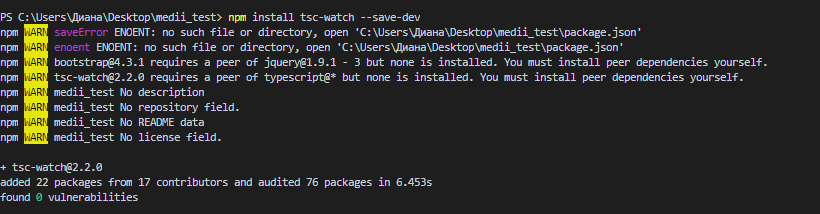 PS C:\Users\Диана\Desktop\medii_test> npm install tsc-watch --save-dev
npm WARN saveError ENOENT: no such file or directory, open 'C:\Users\Диана\Desktop\medii_test\package.json'
npm WARN enoent ENOENT: no such file or directory, open 'C:\Users\Диана\Desktop\medii_test\package.json'
npm WARN bootstrap@4.3.1 requires a peer of jquery@1.9.1 - 3 but none is installed. You must install peer dependencies yourself.
npm WARN tsc-watch@2.2.0 requires a peer of typescript@* but none is installed. You must install peer dependencies yourself.
npm WARN medii_test No description
npm WARN medii_test No repository field.
npm WARN medii_test No README data
npm WARN medii_test No license field.
+ tsc-watch@2.2.0
added 22 packages from 17 contributors and audited 76 packages in 6.453s
found 0 vulnerabilities